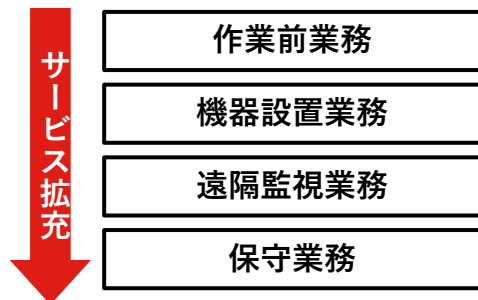 サービス拡充
作業前業務
機器設置業務
遠隔監視業務
保守業務